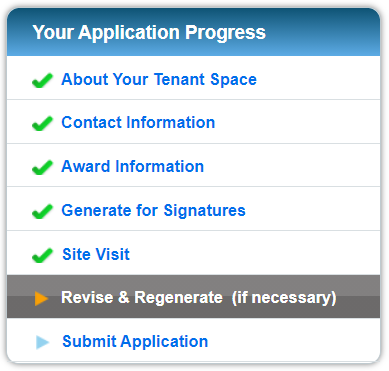 Your Application Progress
About Your Tenant Space
Contact Information
Award Information
Generate for Signatures
Site Visit
Revise & Regenerate (if necessary)
Submit Application